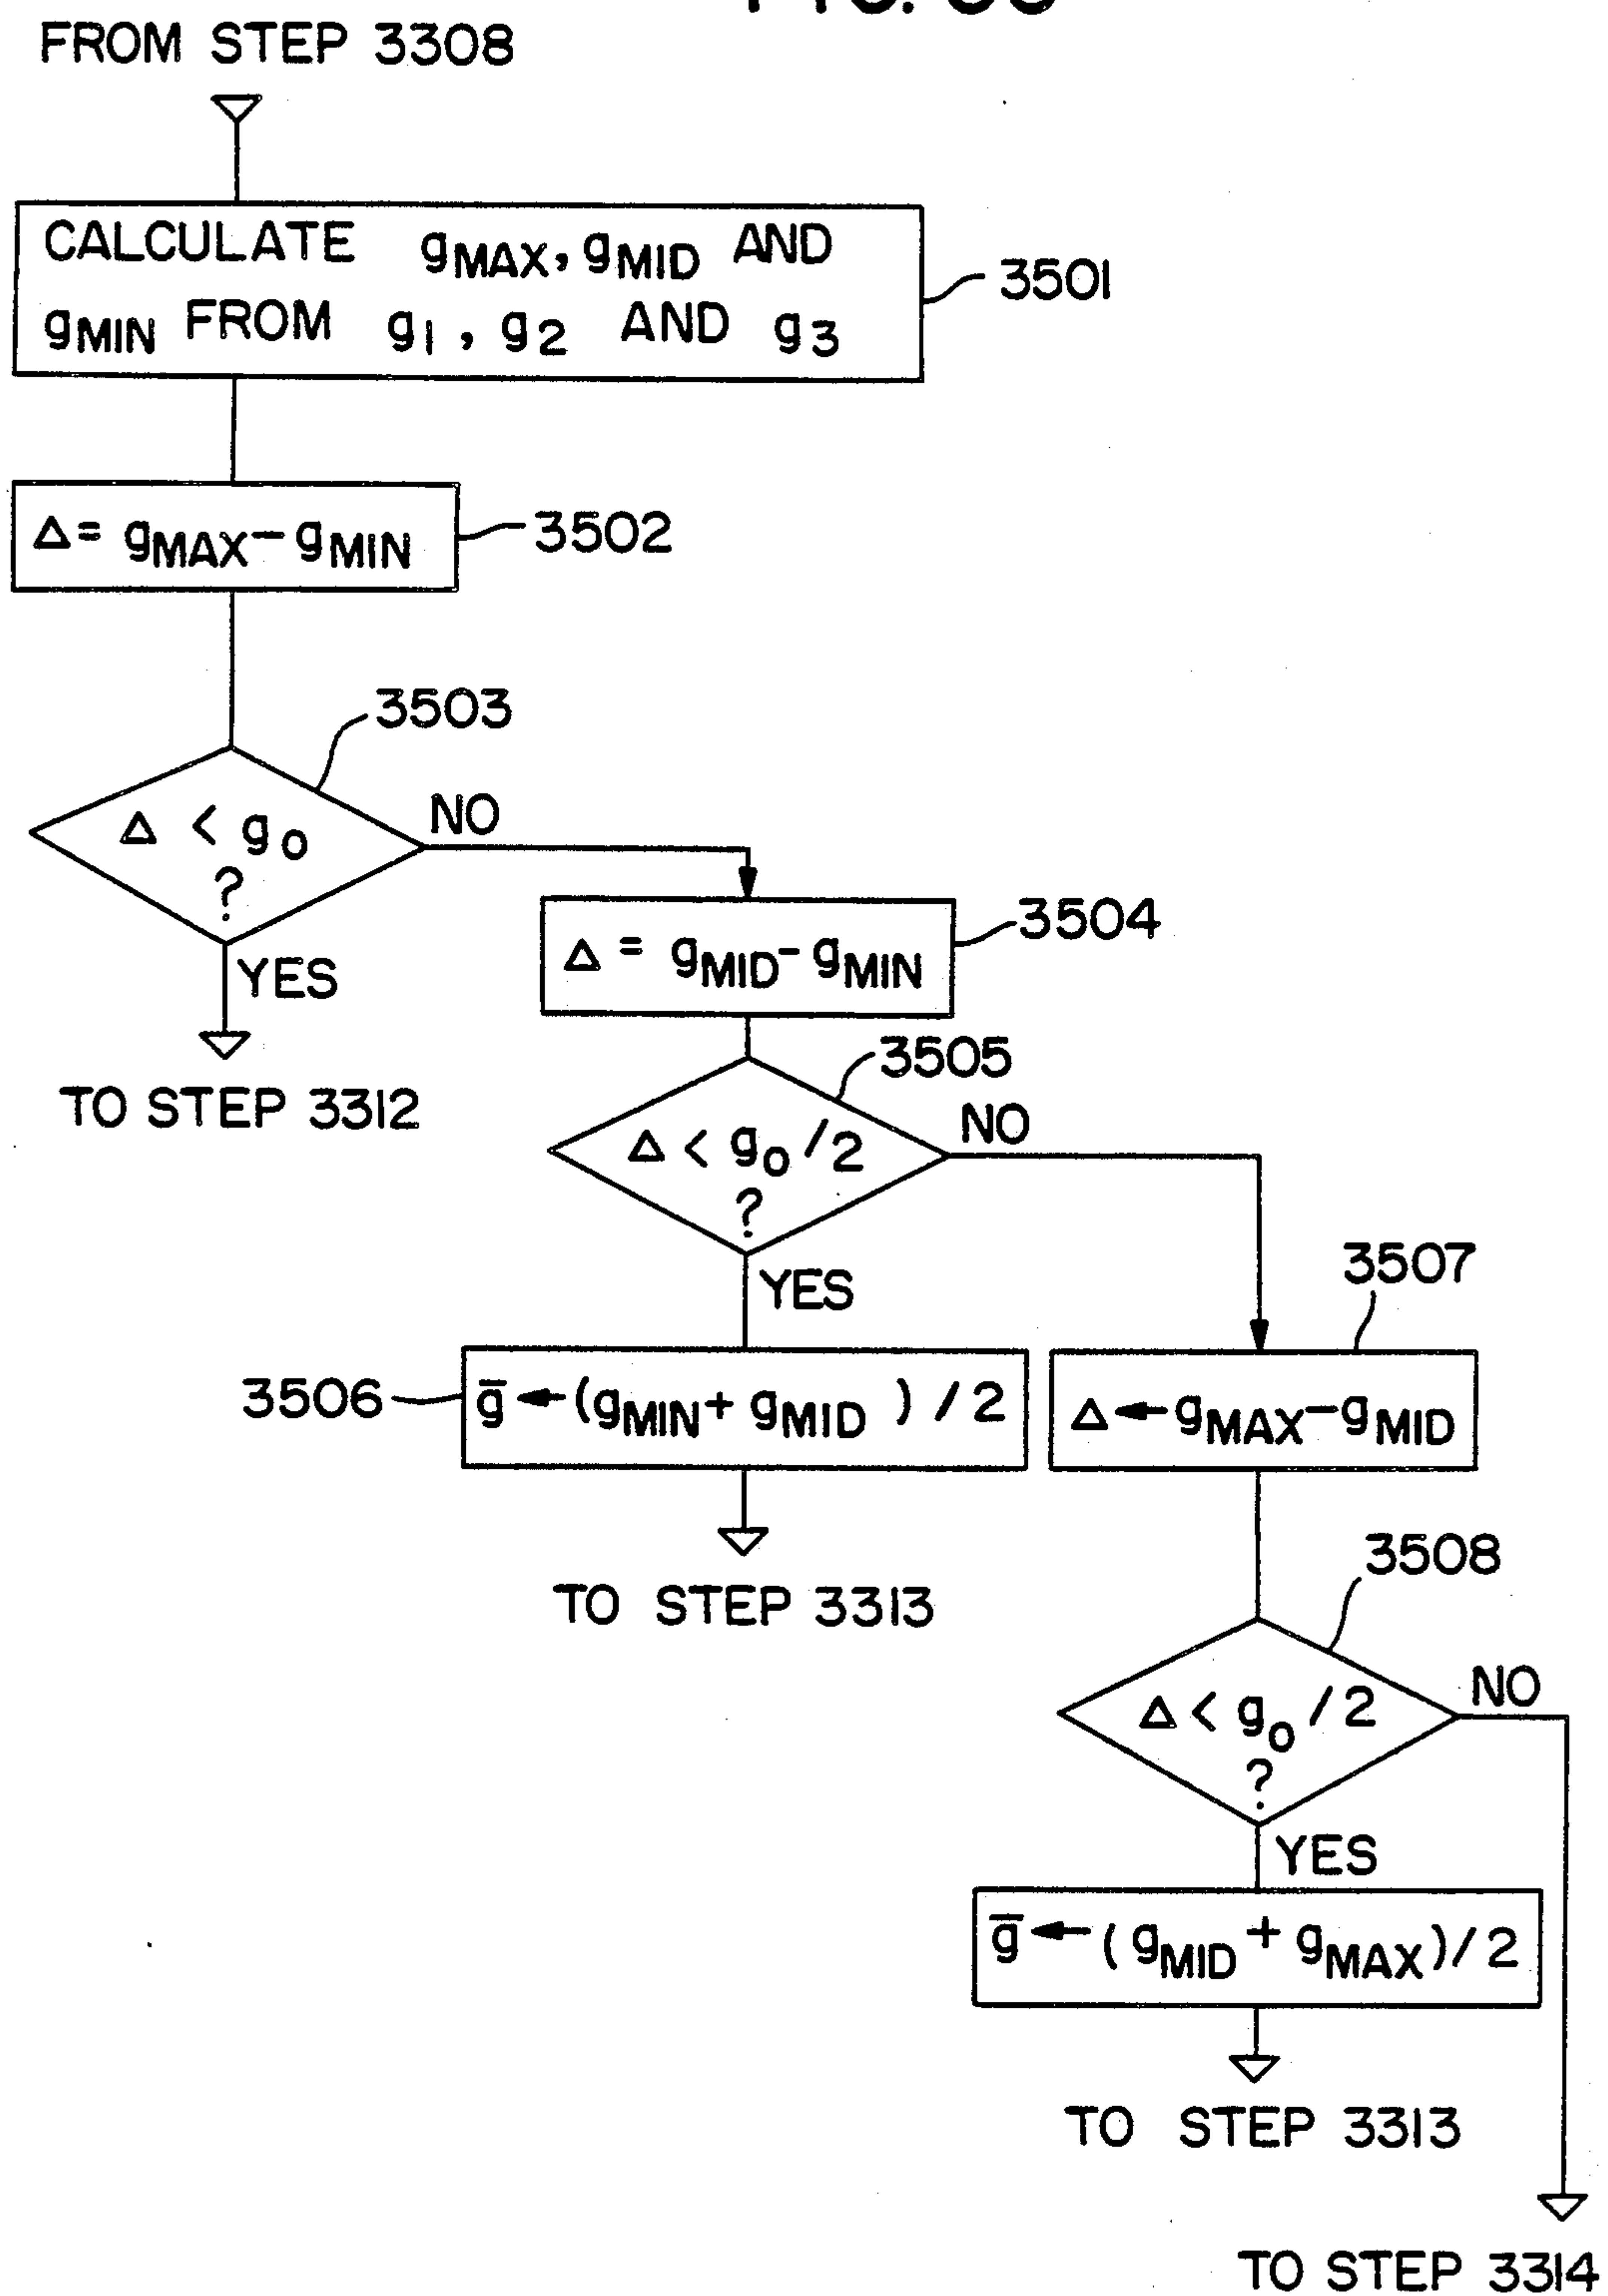 FROM STEP 3308
CALCULATE gMAX, gMID AND
gMIN FROM g1, g2 AND g3
3501
Δ = gMAX - gMIN
3502
3503
Δ < g0
?
NO
YES
TO STEP 3312
Δ = gMID - gMIN
3504
3505
Δ < g0/2
?
NO
YES
3506
g̅ ← (gMIN + gMID)/2
TO STEP 3313
3507
Δ ← gMAX - gMID
3508
Δ < g0/2
?
NO
YES
g̅ ← (gMID + gMAX)/2
TO STEP 3313
TO STEP 3314